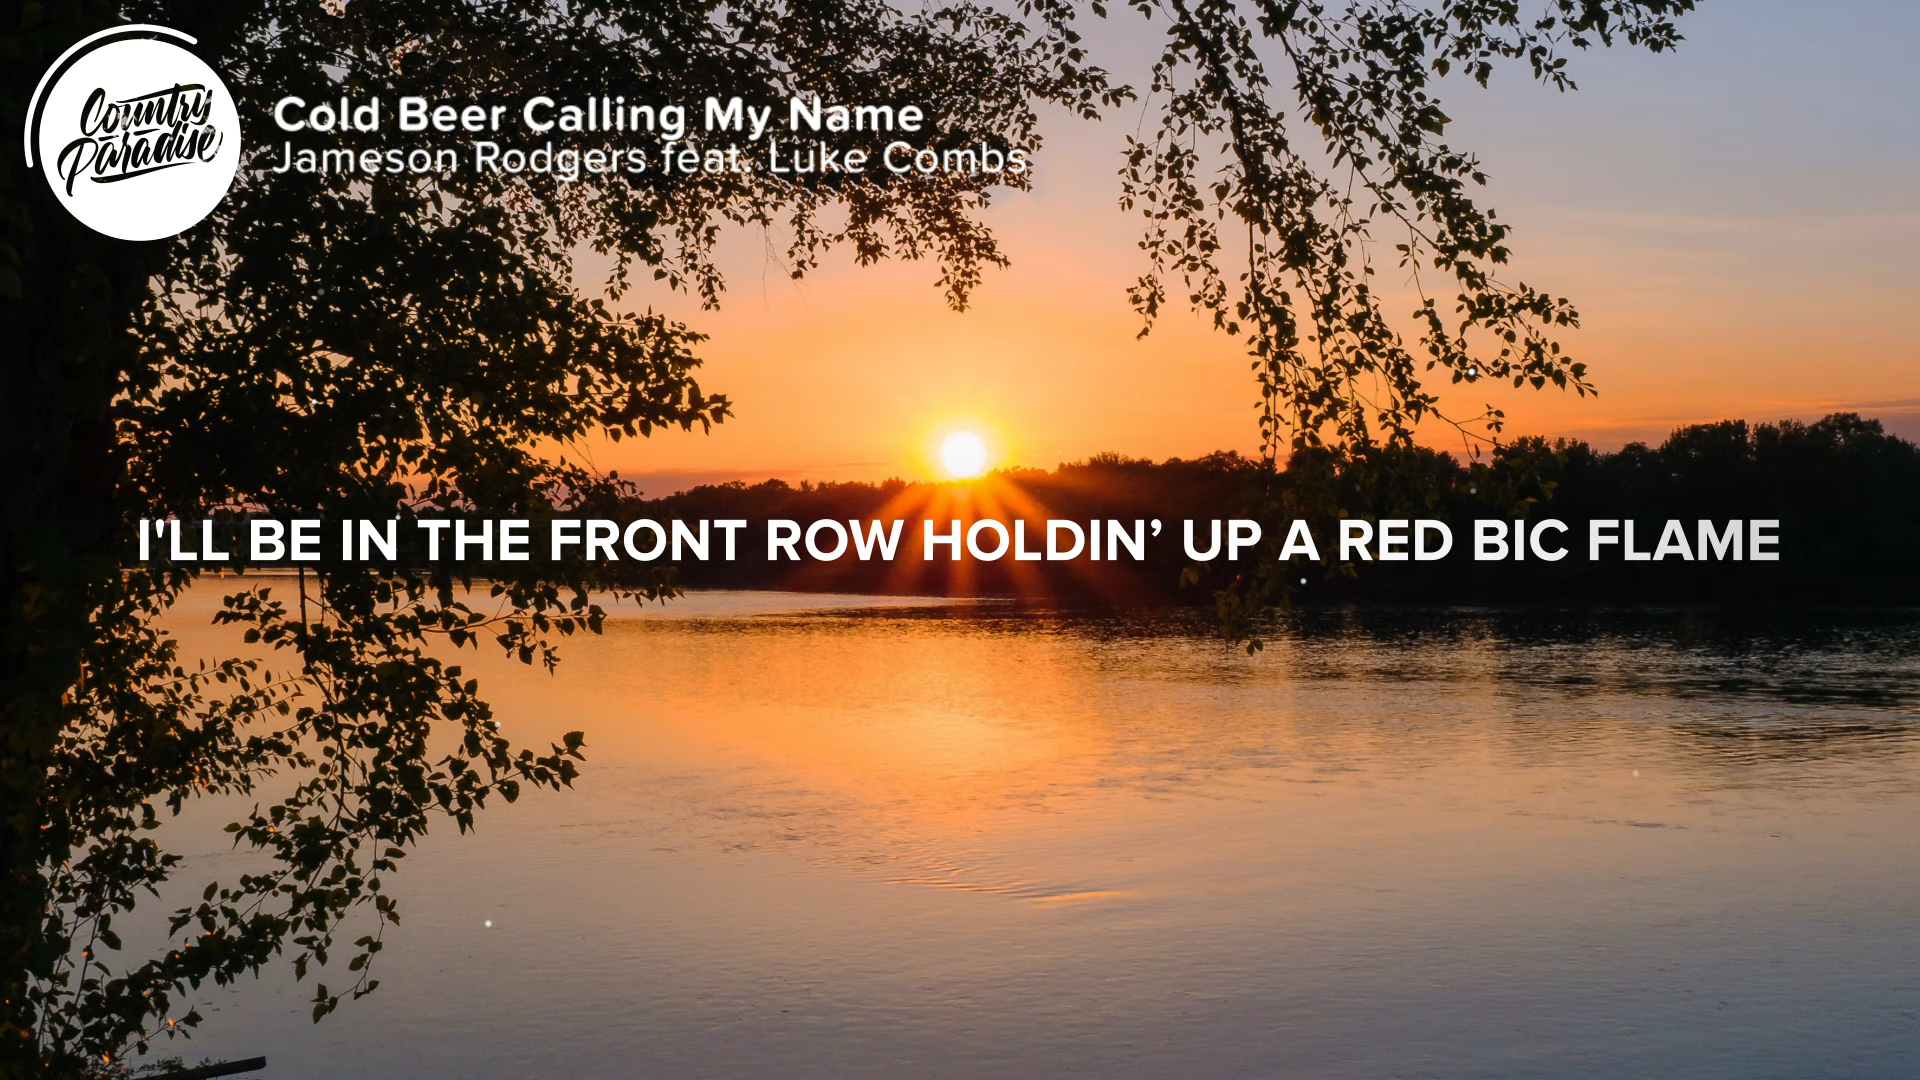 Country
Paradise
Cold Beer Calling My Name
Jameson Rodgers feat. Luke Combs
I'LL BE IN THE FRONT ROW HOLDIN’ UP A RED BIC FLAME